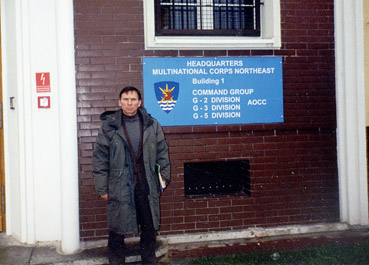 HEADQUARTERS
MULTINATIONAL CORPS NORTHEAST
Building 1
COMMAND GROUP
G - 2 DIVISION
G - 3 DIVISION AOCC
G - 5 DIVISION